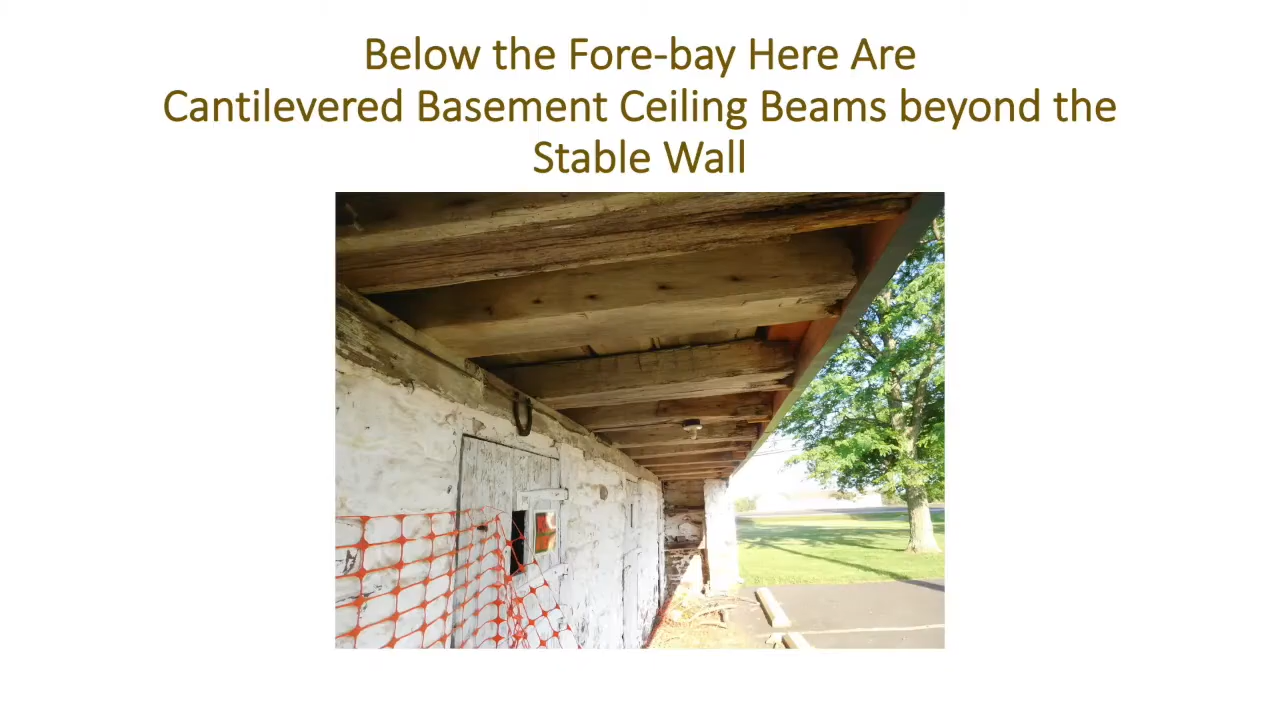 Below the Fore-bay Here Are
Cantilevered Basement Ceiling Beams beyond the
Stable Wall